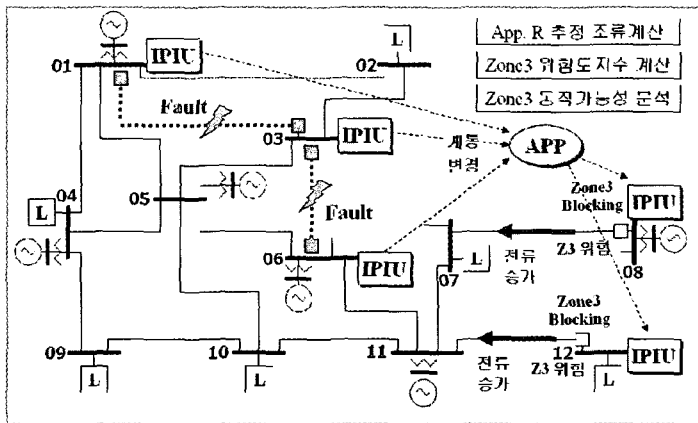 App. R 추정 조류계산
Zone3 위험도지수 계산
Zone3 동작가능성 분석
IPIU
01
L
02
Fault
03
IPIU
계통
변경
APP
04
L
05
Fault
06
IPIU
07
L
전류
증가
Z3 위험
Zone3
Blocking
IPIU
08
09
L
10
L
11
전류
증가
Z3 위험
Zone3
Blocking
12
L
IPIU